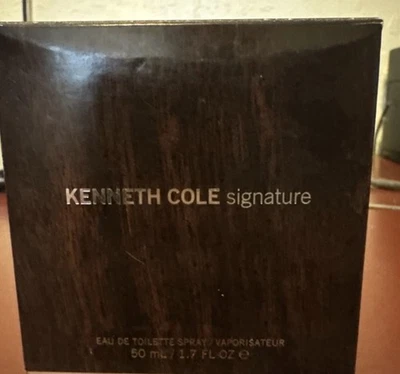 KENNETH COLE signature
EAU DE TOILETTE SPRAY / VAPORISATEUR
50 mL / 1.7 FL OZ ℮